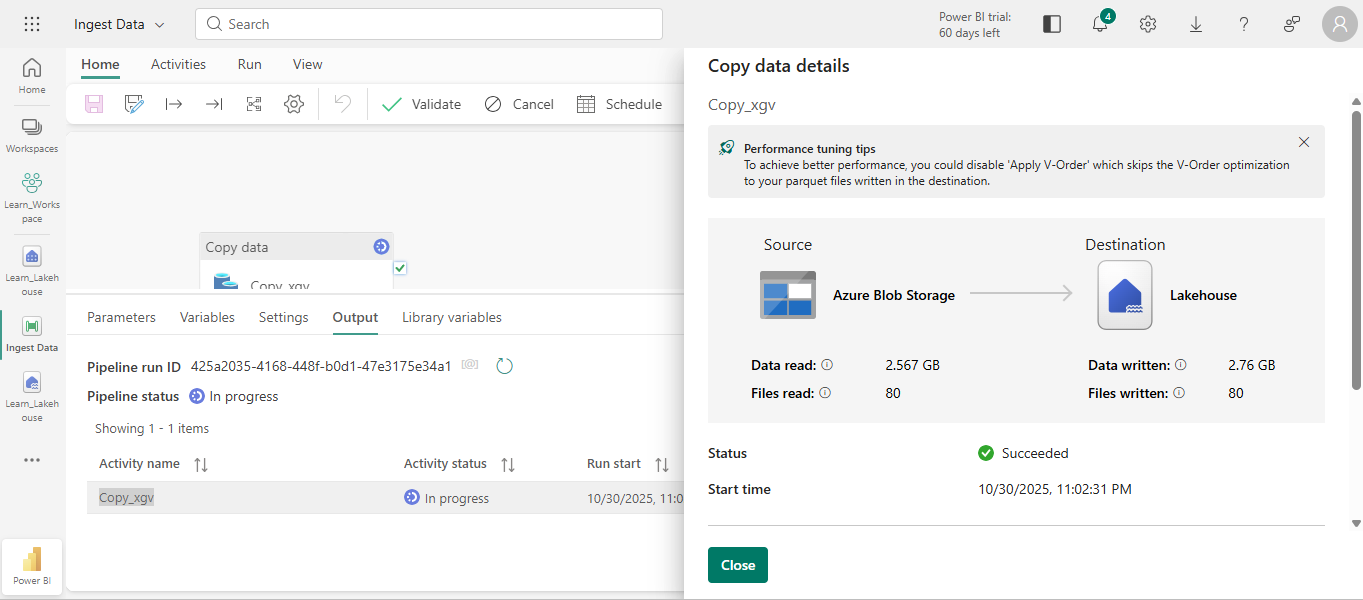 Ingest Data
Search
Power BI trial:
60 days left
4
Home
Workspaces
Learn_Works
pace
Learn_Lakeh
ouse
Ingest Data
Learn_Lakeh
ouse
Power BI
Home Activities Run View
Validate Cancel Schedule
Copy data
Copy_xgv
Parameters Variables Settings Output Library variables
Pipeline run ID 425a2035-4168-448f-b0d1-47e3175e34a1 [@]
Pipeline status In progress
Showing 1 - 1 items
Activity name Activity status Run start
Copy_xgv In progress 10/30/2025, 11:0
Copy data details
Copy_xgv
Performance tuning tips
To achieve better performance, you could disable 'Apply V-Order' which skips the V-Order optimization
to your parquet files written in the destination.
Source Destination
Azure Blob Storage Lakehouse
Data read: 2.567 GB Data written: 2.76 GB
Files read: 80 Files written: 80
Status Succeeded
Start time 10/30/2025, 11:02:31 PM
Close